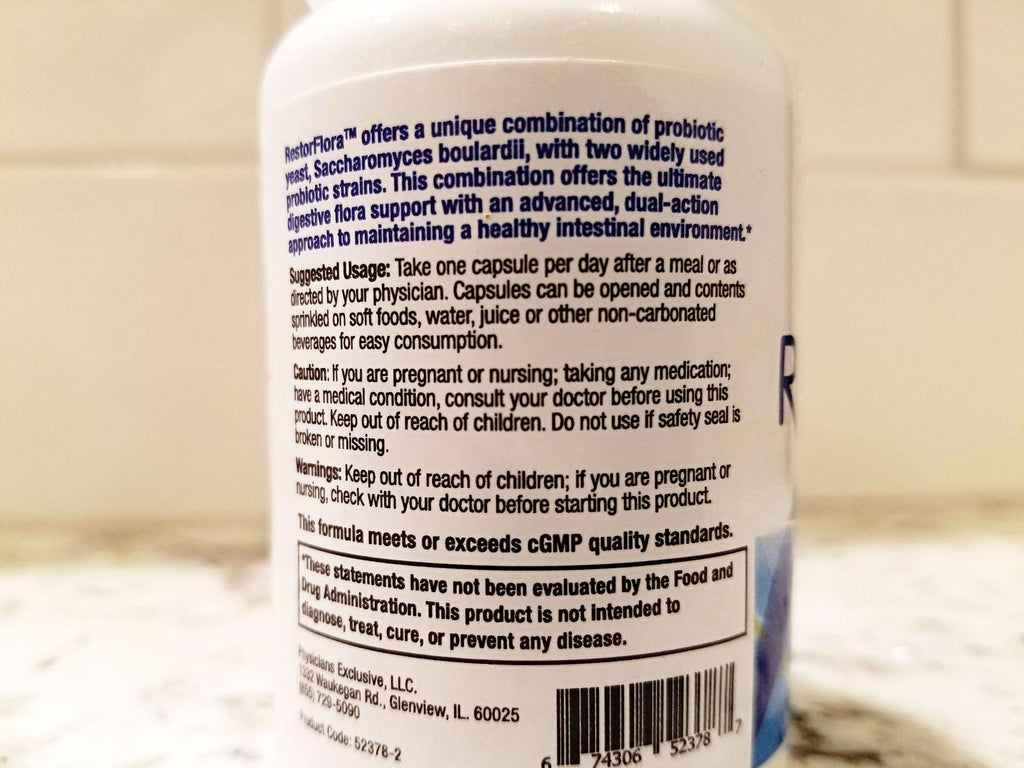 RestorFlora™ offers a unique combination of probiotic
yeast, Saccharomyces boulardii, with two widely used
probiotic strains. This combination offers the ultimate
digestive flora support with an advanced, dual-action
approach to maintaining a healthy intestinal environment.*
Suggested Usage: Take one capsule per day after a meal or as
directed by your physician. Capsules can be opened and contents
sprinkled on soft foods, water, juice or other non-carbonated
beverages for easy consumption.
Caution: If you are pregnant or nursing; taking any medication;
have a medical condition, consult your doctor before using this
product. Keep out of reach of children. Do not use if safety seal is
broken or missing.
Warnings: Keep out of reach of children; if you are pregnant or
nursing, check with your doctor before starting this product.
This formula meets or exceeds cGMP quality standards.
*These statements have not been evaluated by the Food and
Drug Administration. This product is not intended to
diagnose, treat, cure, or prevent any disease.
Physicians Exclusive, LLC.
1332 Waukegan Rd., Glenview, IL. 60025
(855) 729-5090
Product Code: 52378-2
6 74306 52378 7
R